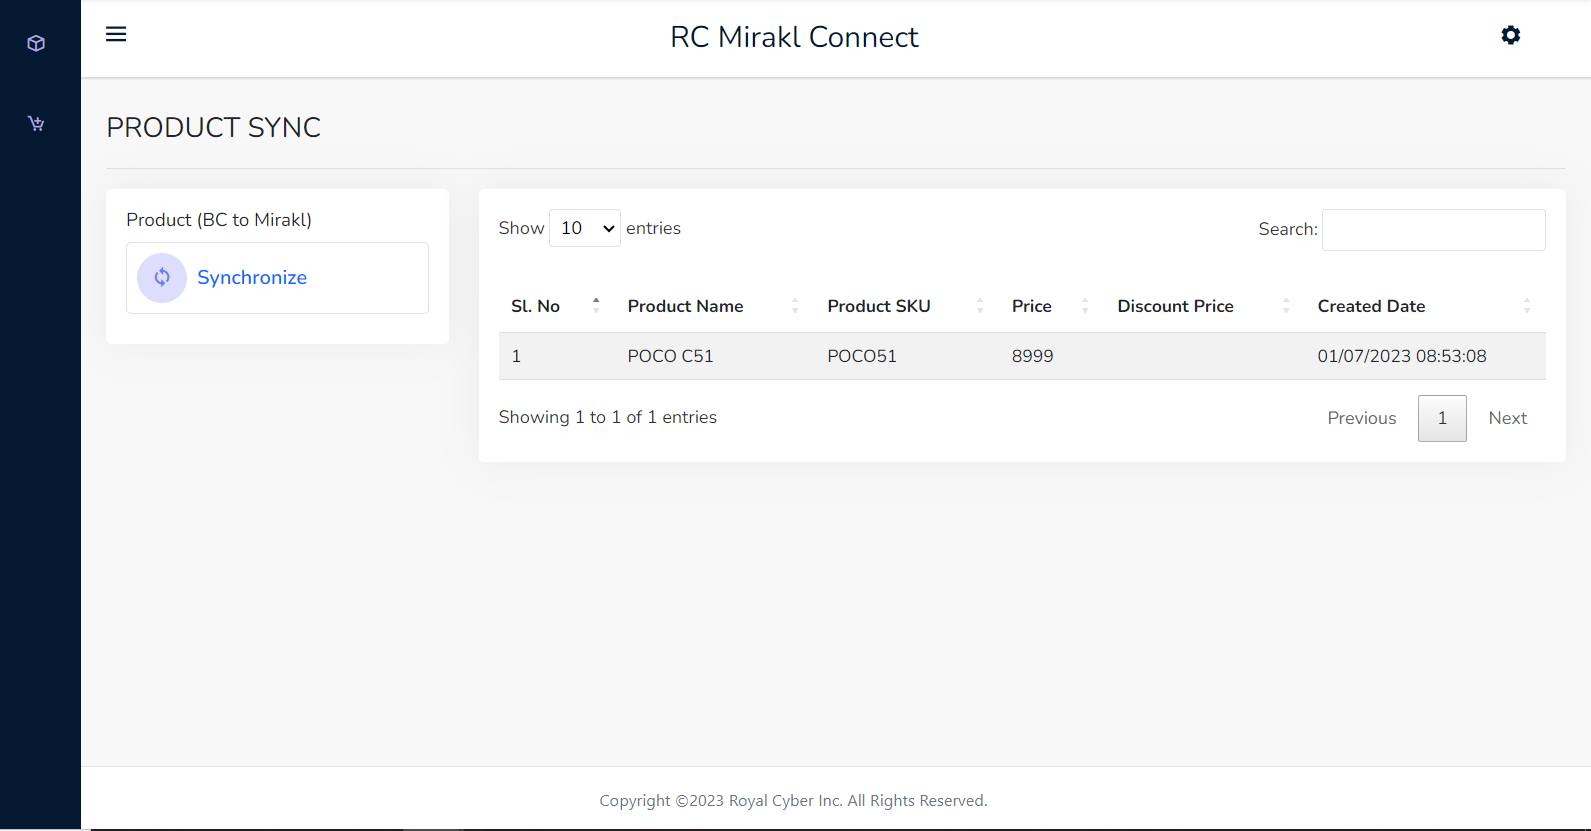 RC Mirakl Connect
PRODUCT SYNC
Product (BC to Mirakl)
Synchronize
Show 10 entries
Search:
Sl. No Product Name Product SKU Price Discount Price Created Date
1 POCO C51 POCO51 8999 01/07/2023 08:53:08
Showing 1 to 1 of 1 entries
Previous 1 Next
Copyright ©2023 Royal Cyber Inc. All Rights Reserved.